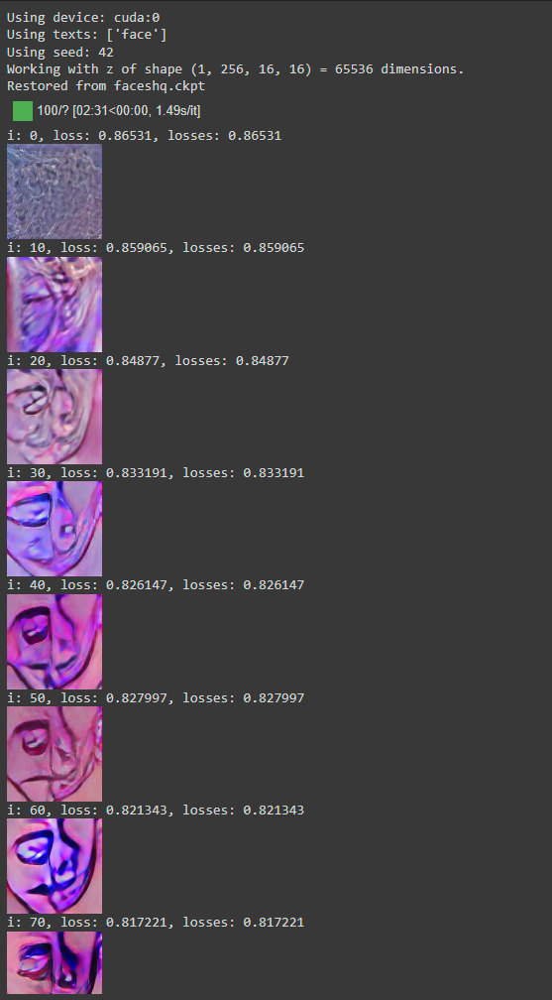 Using device: cuda:0
Using texts: ['face']
Using seed: 42
Working with z of shape (1, 256, 16, 16) = 65536 dimensions.
Restored from faceshq.ckpt
100/? [02:31<00:00, 1.49s/it]
i: 0, loss: 0.86531, losses: 0.86531
i: 10, loss: 0.859065, losses: 0.859065
i: 20, loss: 0.84877, losses: 0.84877
i: 30, loss: 0.833191, losses: 0.833191
i: 40, loss: 0.826147, losses: 0.826147
i: 50, loss: 0.827997, losses: 0.827997
i: 60, loss: 0.821343, losses: 0.821343
i: 70, loss: 0.817221, losses: 0.817221